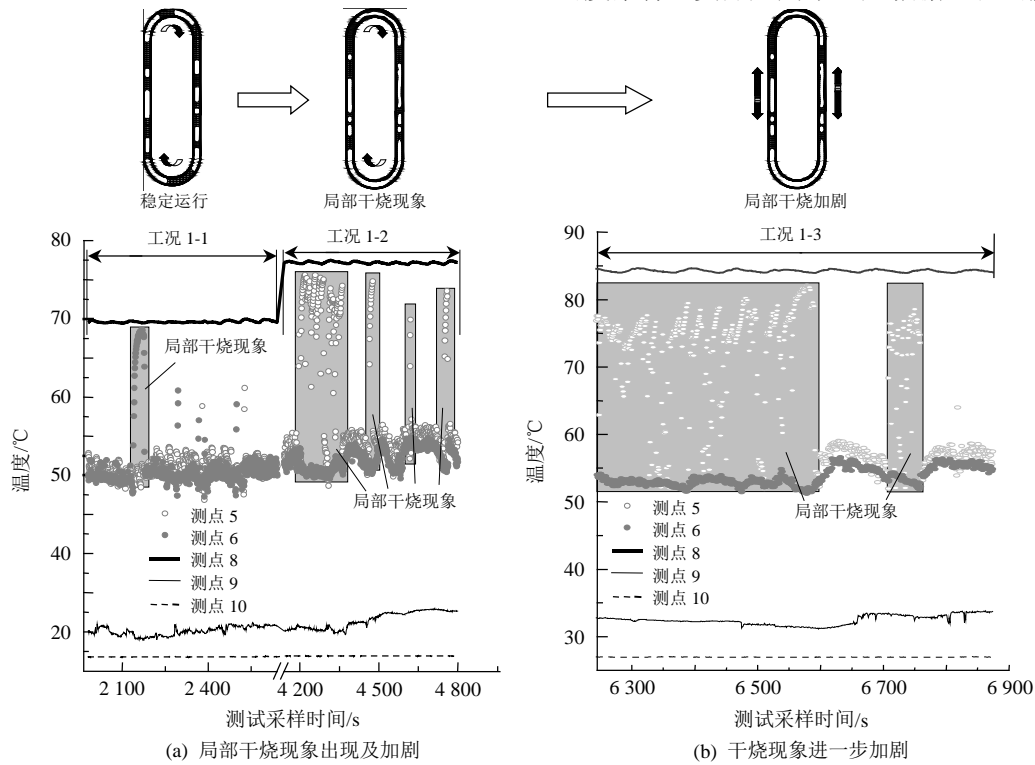 稳定运行
局部干烧现象
局部干烧加剧
80
70
60
50
40
20
温度/℃
工况 1-1
工况 1-2
局部干烧现象
局部干烧现象
测点 5
测点 6
测点 8
测点 9
测点 10
2 100
2 400
4 200
4 500
4 800
测试采样时间/s
(a) 局部干烧现象出现及加剧
90
80
70
60
50
40
30
温度/℃
工况 1-3
局部干烧现象
测点 5
测点 6
测点 8
测点 9
测点 10
6 300
6 500
6 700
6 900
测试采样时间/s
(b) 干烧现象进一步加剧